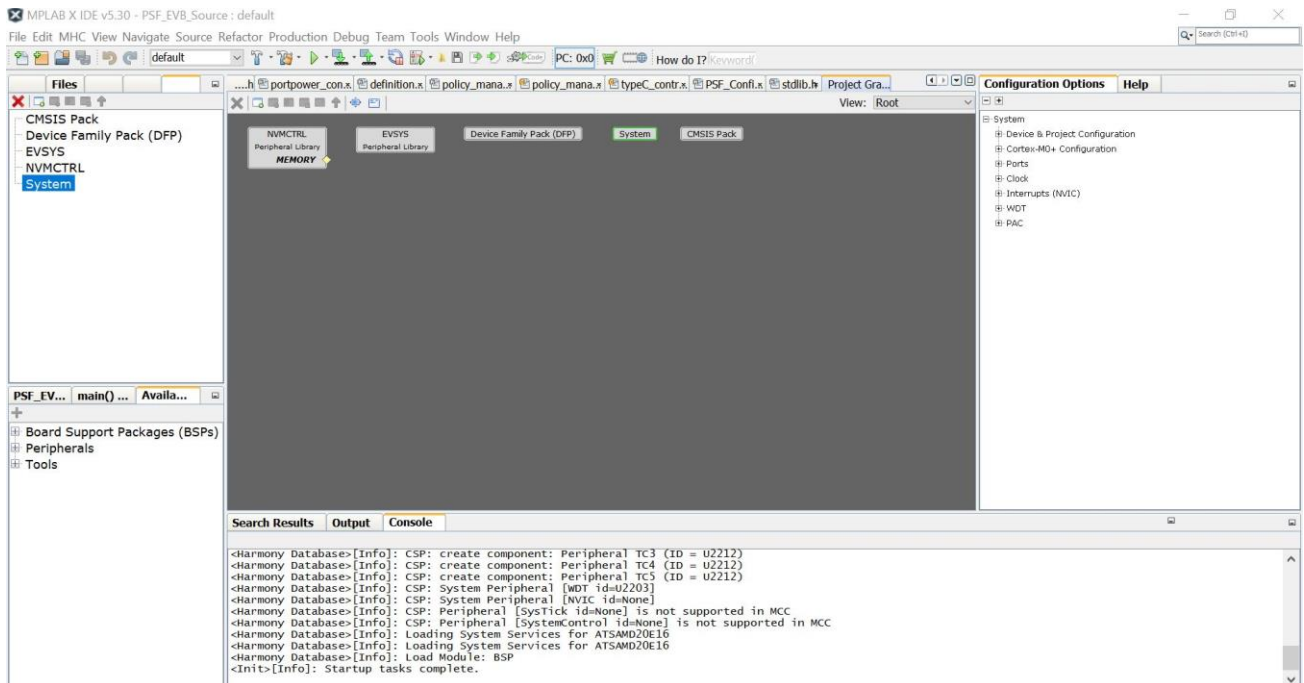 MPLAB X IDE v5.30 - PSF_EVB_Source : default
File Edit MHC View Navigate Source Refactor Production Debug Team Tools Window Help
Search (Ctrl+I)
default
PC: 0x0
How do I?
Files
....h
portpower_con.
definition.
policy_mana..
policy_mana..
typeC_contr.
PSF_Confi.
stdlib.h
Project Gra...
Configuration Options
Help
View: Root
CMSIS Pack
Device Family Pack (DFP)
EVSYS
NVMCTRL
System
NVMCTRL
Peripheral Library
MEMORY
EVSYS
Peripheral Library
Device Family Pack (DFP)
System
CMSIS Pack
System
Device & Project Configuration
Cortex-M0+ Configuration
Ports
Clock
Interrupts (NVIC)
WDT
PAC
PSF_EV...
main() ...
Availa...
Board Support Packages (BSPs)
Peripherals
Tools
Search Results
Output
Console
<Harmony Database>[Info]: CSP: create component: Peripheral TC3 (ID = U2212)
<Harmony Database>[Info]: CSP: create component: Peripheral TC4 (ID = U2212)
<Harmony Database>[Info]: CSP: create component: Peripheral TC5 (ID = U2212)
<Harmony Database>[Info]: CSP: System Peripheral [WDT id=U2203]
<Harmony Database>[Info]: CSP: System Peripheral [NVIC id=None]
<Harmony Database>[Info]: CSP: Peripheral [SysTick id=None] is not supported in MCC
<Harmony Database>[Info]: CSP: Peripheral [SystemControl id=None] is not supported in MCC
<Harmony Database>[Info]: Loading System Services for ATSAMD20E16
<Harmony Database>[Info]: Loading System Services for ATSAMD20E16
<Harmony Database>[Info]: Load Module: BSP
<Init>[Info]: Startup tasks complete.